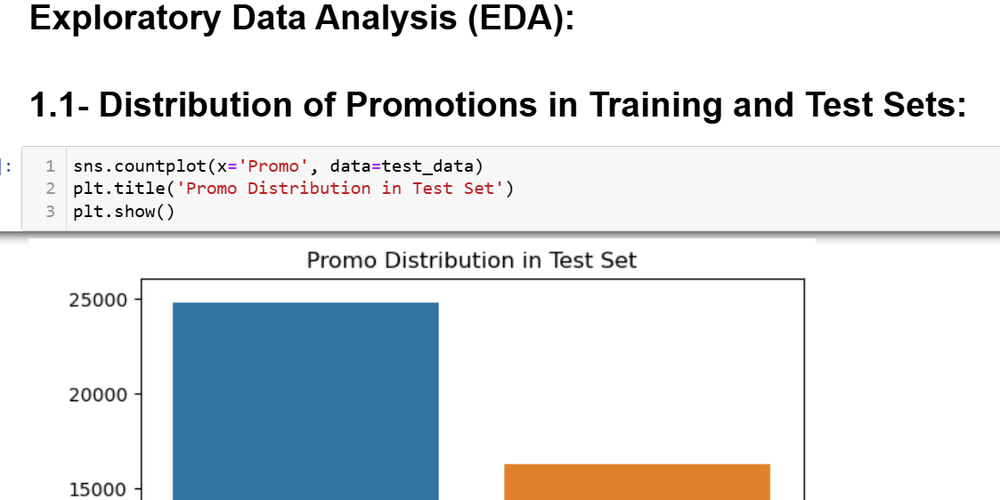 Exploratory Data Analysis (EDA):
1.1- Distribution of Promotions in Training and Test Sets:
]:
1 sns.countplot(x='Promo', data=test_data)
2 plt.title('Promo Distribution in Test Set')
3 plt.show()
Promo Distribution in Test Set
25000
20000
15000